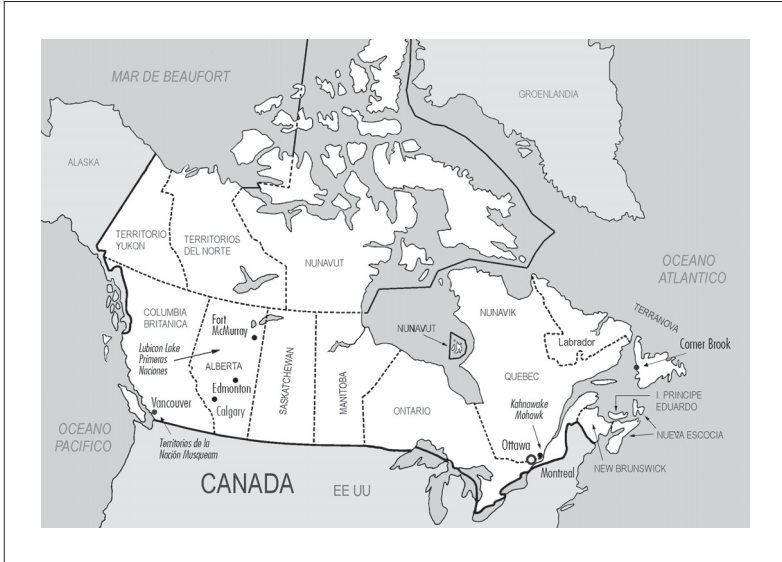 MAR DE BEAUFORT
GROENLANDIA
ALASKA
TERRITORIO
YUKON
TERRITORIOS
DEL NORTE
NUNAVUT
OCEANO
ATLANTICO
COLUMBIA
BRITANICA
Fort
McMurray
Lubicon Lake
Primeras
Naciones
ALBERTA
Edmonton
Calgary
SASKATCHEWAN
MANITOBA
ONTARIO
NUNAVUT
NUNAVIK
Labrador
TERRANOVA
Corner Brook
QUEBEC
I. PRINCIPE
EDUARDO
NUEVA ESCOCIA
NEW BRUNSWICK
Kahnawake
Mahawk
Ottawa
Montreal
Vancouver
OCEANO
PACIFICO
Territorios de la
Nación Musqueam
CANADA
EE UU